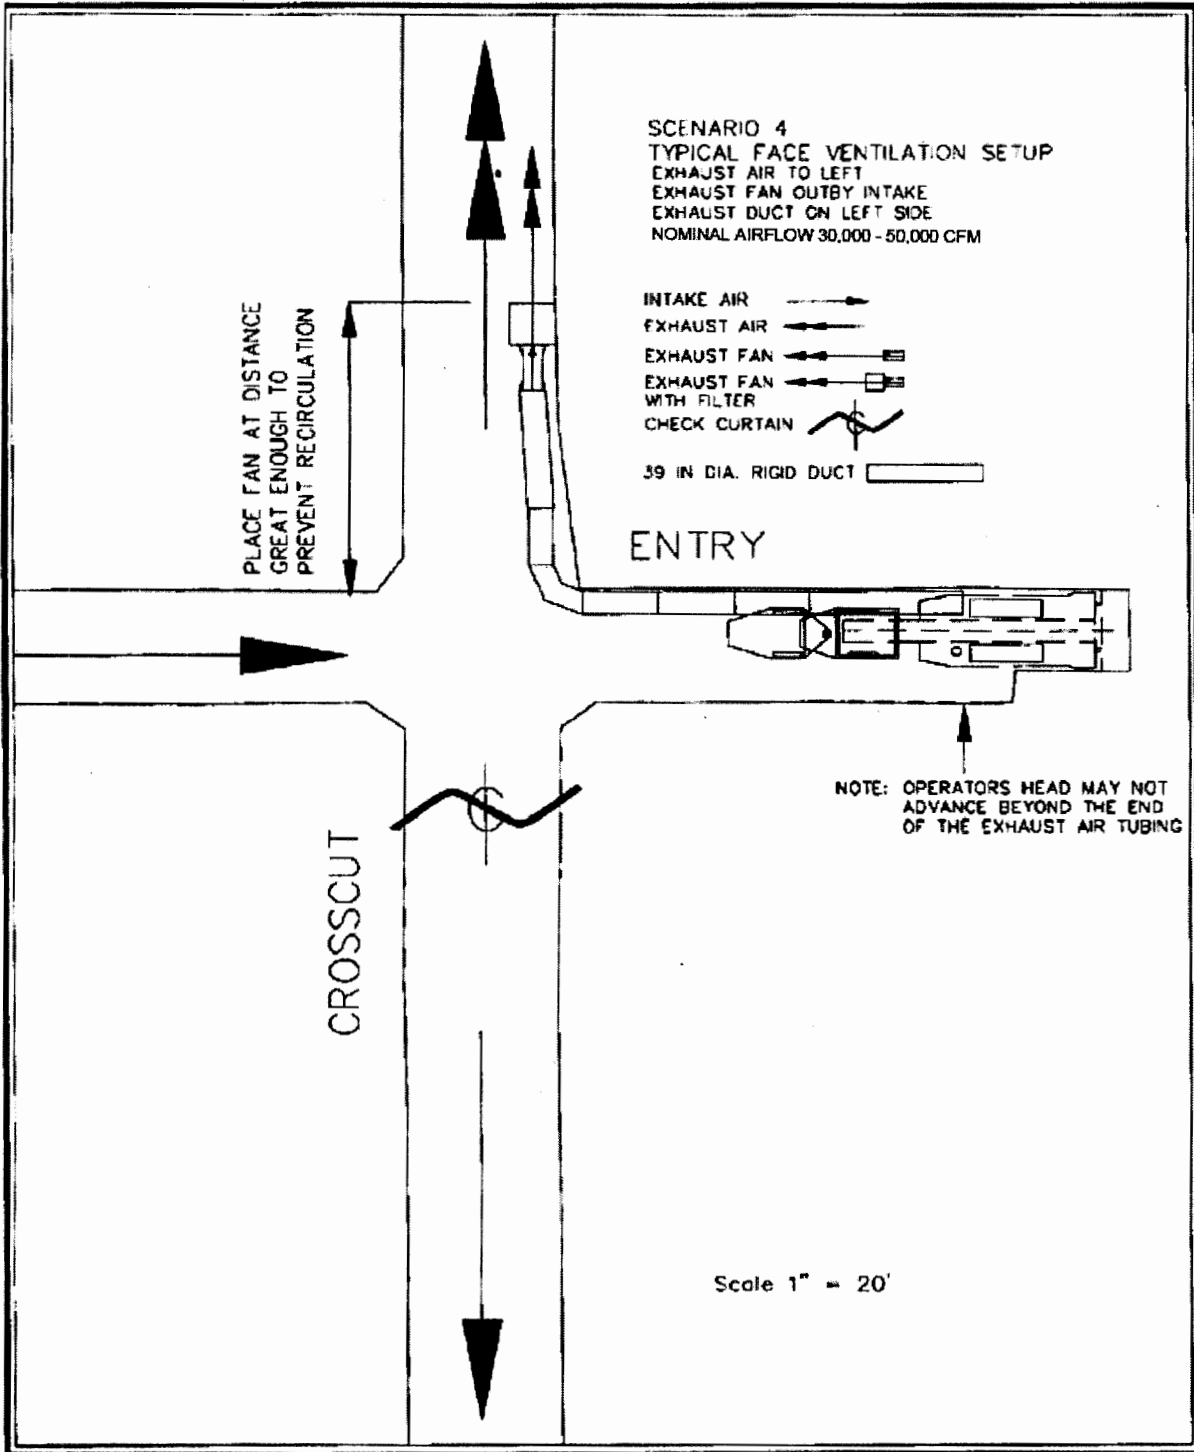 SCENARIO 4
TYPICAL FACE VENTILATION SETUP
EXHAUST AIR TO LEFT
EXHAUST FAN OUTBY INTAKE
EXHAUST DUCT ON LEFT SIDE
NOMINAL AIRFLOW 30,000 - 50,000 CFM
INTAKE AIR
EXHAUST AIR
EXHAUST FAN
EXHAUST FAN
WITH FILTER
CHECK CURTAIN
39 IN DIA. RIGID DUCT
PLACE FAN AT DISTANCE
GREAT ENOUGH TO
PREVENT RECIRCULATION
ENTRY
NOTE: OPERATORS HEAD MAY NOT
ADVANCE BEYOND THE END
OF THE EXHAUST AIR TUBING
CROSSCUT
Scale 1" = 20'